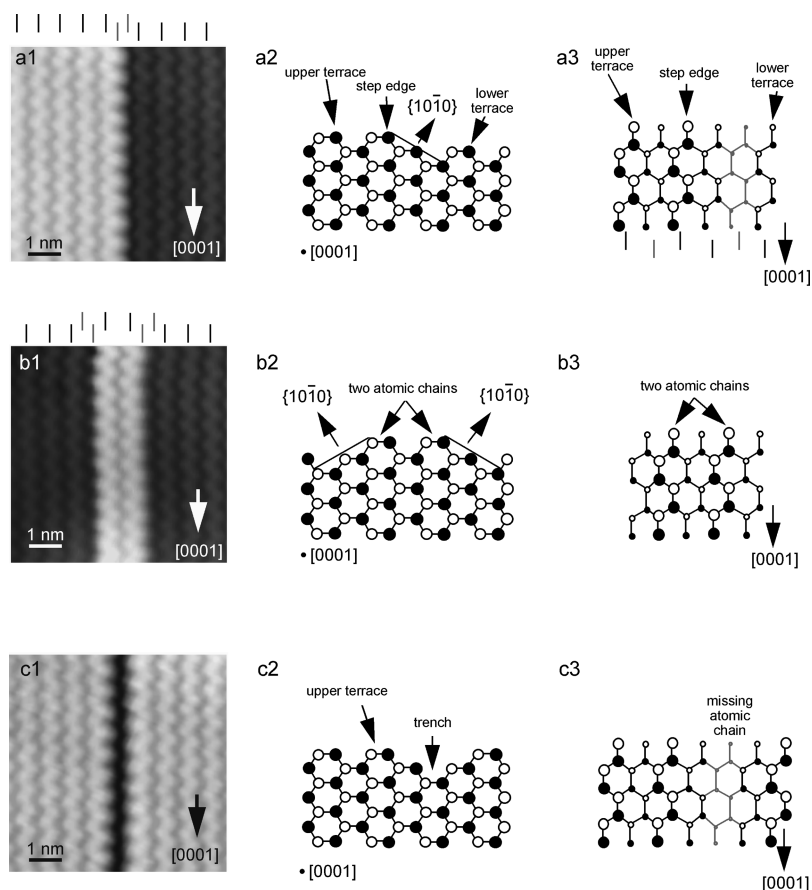 a1
1 nm
[0001]
a2
upper terrace
step edge
{101̄0}
lower
terrace
• [0001]
a3
upper
terrace
step edge
lower
terrace
[0001]
b1
1 nm
[0001]
b2
{101̄0}
two atomic chains
{101̄0}
• [0001]
b3
two atomic chains
[0001]
c1
1 nm
[0001]
c2
upper terrace
trench
• [0001]
c3
missing
atomic
chain
[0001]